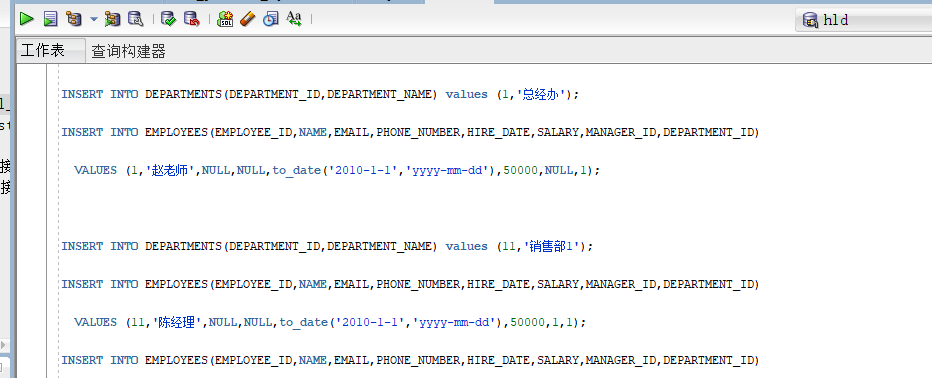 hld
工作表 查询构建器
INSERT INTO DEPARTMENTS(DEPARTMENT_ID,DEPARTMENT_NAME) values (1,'总经办');
INSERT INTO EMPLOYEES(EMPLOYEE_ID,NAME,EMAIL,PHONE_NUMBER,HIRE_DATE,SALARY,MANAGER_ID,DEPARTMENT_ID)
VALUES (1,'赵老师',NULL,NULL,to_date('2010-1-1','yyyy-mm-dd'),50000,NULL,1);
INSERT INTO DEPARTMENTS(DEPARTMENT_ID,DEPARTMENT_NAME) values (11,'销售部1');
INSERT INTO EMPLOYEES(EMPLOYEE_ID,NAME,EMAIL,PHONE_NUMBER,HIRE_DATE,SALARY,MANAGER_ID,DEPARTMENT_ID)
VALUES (11,'陈经理',NULL,NULL,to_date('2010-1-1','yyyy-mm-dd'),50000,1,1);
INSERT INTO EMPLOYEES(EMPLOYEE_ID,NAME,EMAIL,PHONE_NUMBER,HIRE_DATE,SALARY,MANAGER_ID,DEPARTMENT_ID)